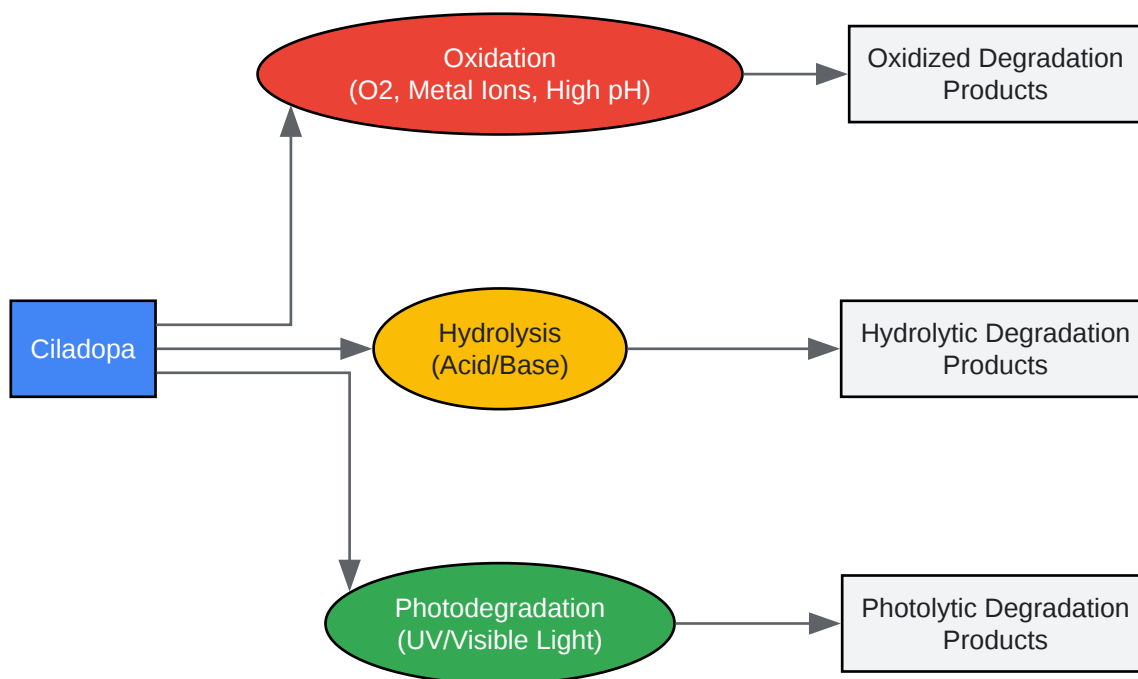 Oxidation
(O2, Metal Ions, High pH)
Oxidized Degradation
Products
Ciladopa
Hydrolysis
(Acid/Base)
Hydrolytic Degradation
Products
Photodegradation
(UV/Visible Light)
Photolytic Degradation
Products